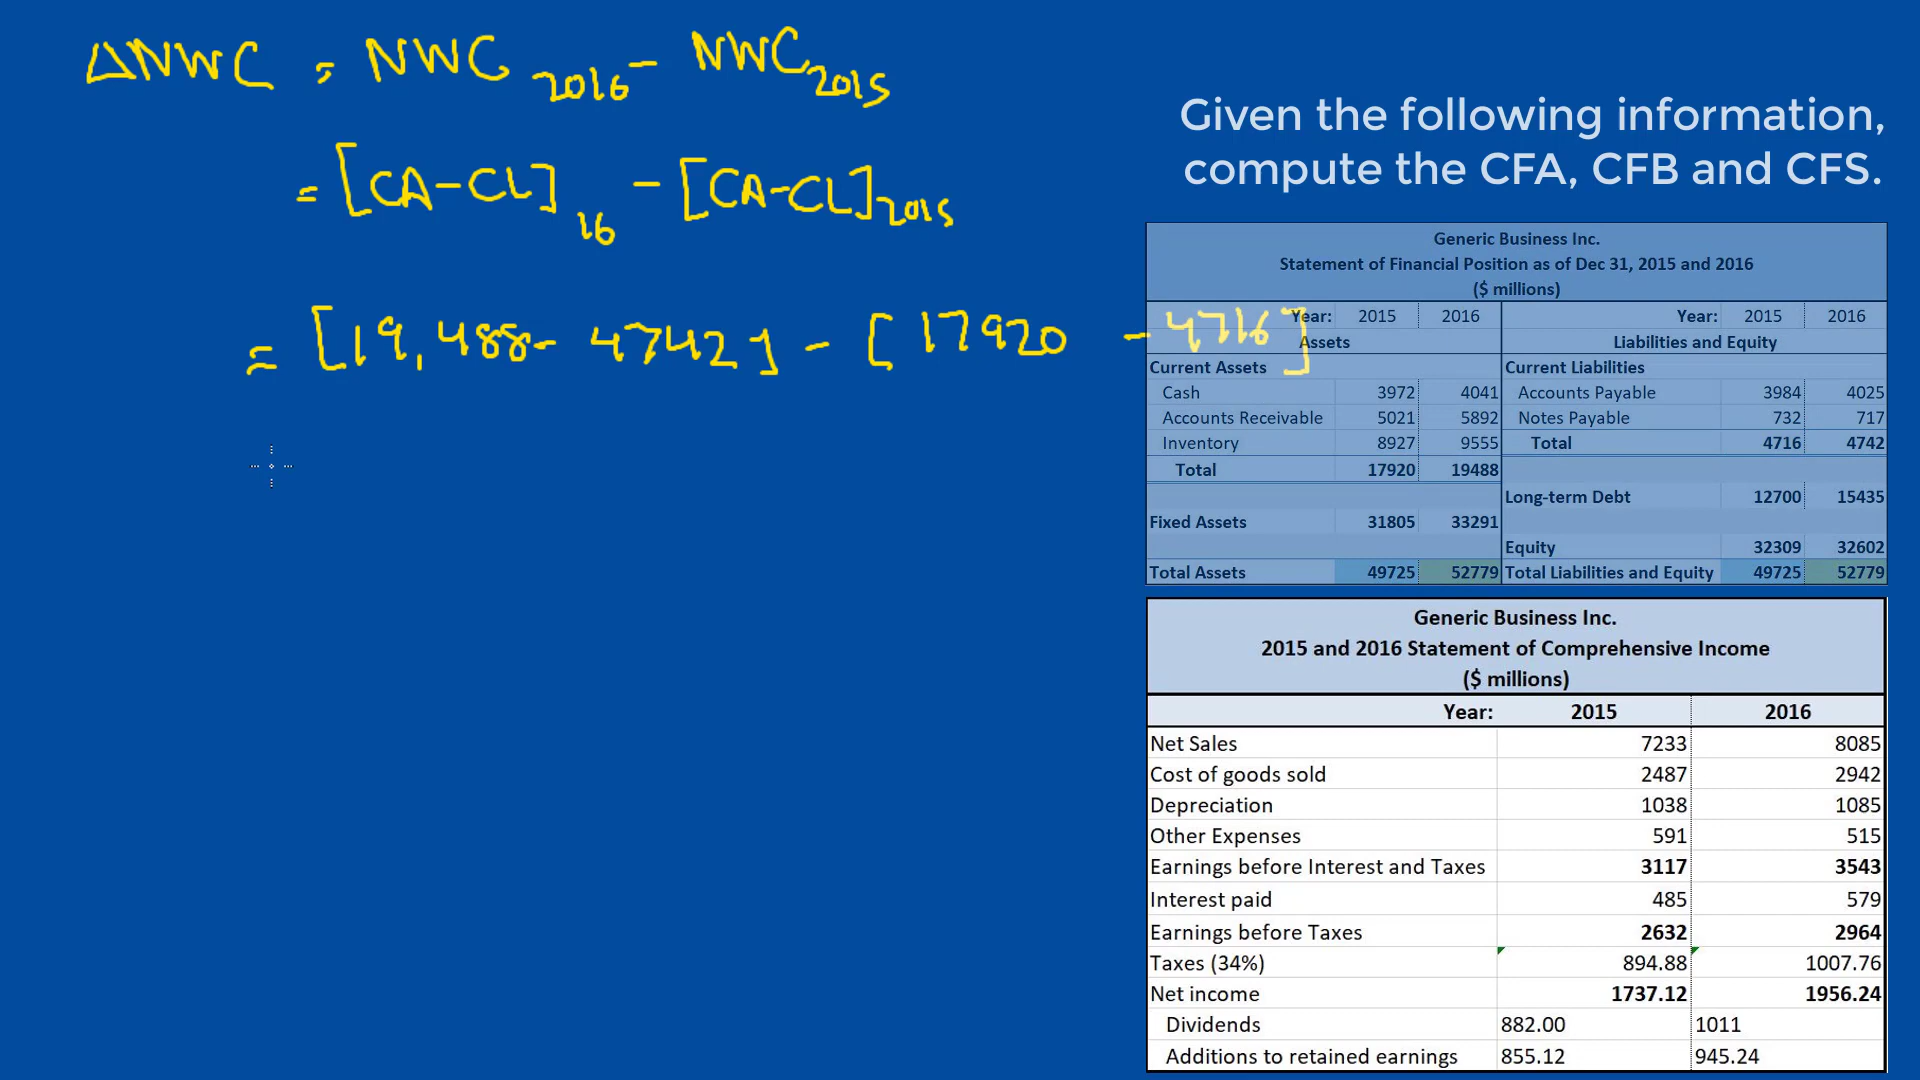 ΔNWC = NWC 2016 - NWC 2015
= [CA-CL] 16 - [CA-CL] 2015
= [19,488 - 4742] - [17920 - 4716]
Given the following information,
compute the CFA, CFB and CFS.
Generic Business Inc.
Statement of Financial Position as of Dec 31, 2015 and 2016
($ millions)
Year: 2015 2016 Year: 2015 2016
Assets Liabilities and Equity
Current Assets Current Liabilities
Cash 3972 4041 Accounts Payable 3984 4025
Accounts Receivable 5021 5892 Notes Payable 732 717
Inventory 8927 9555 Total 4716 4742
Total 17920 19488
Long-term Debt 12700 15435
Fixed Assets 31805 33291
Equity 32309 32602
Total Assets 49725 52779 Total Liabilities and Equity 49725 52779
Generic Business Inc.
2015 and 2016 Statement of Comprehensive Income
($ millions)
Year: 2015 2016
Net Sales 7233 8085
Cost of goods sold 2487 2942
Depreciation 1038 1085
Other Expenses 591 515
Earnings before Interest and Taxes 3117 3543
Interest paid 485 579
Earnings before Taxes 2632 2964
Taxes (34%) 894.88 1007.76
Net income 1737.12 1956.24
Dividends 882.00 1011
Additions to retained earnings 855.12 945.24